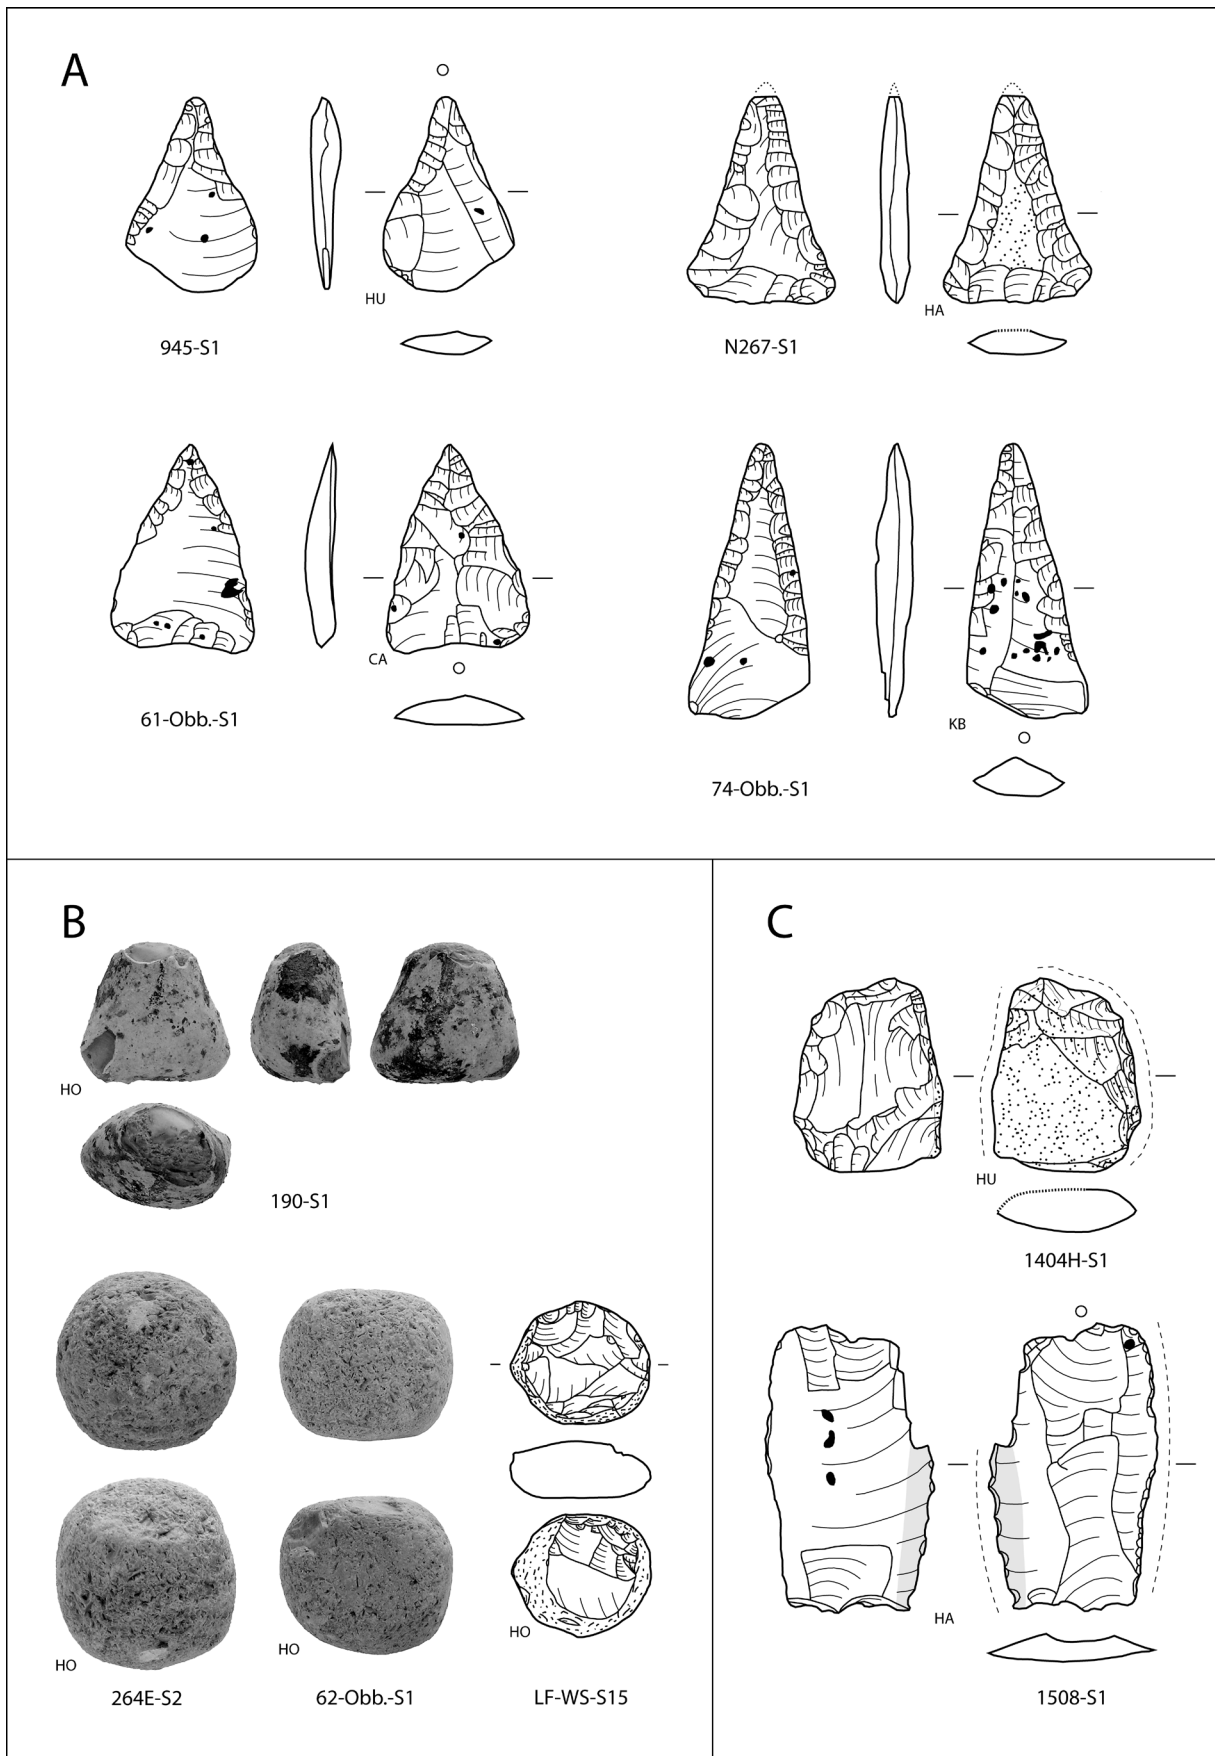 A
HU
945-S1
HA
N267-S1
CA
61-Obb.-S1
KB
74-Obb.-S1
B
HO
190-S1
HO
264E-S2
HO
62-Obb.-S1
HO
LF-WS-S15
C
HU
1404H-S1
HA
1508-S1